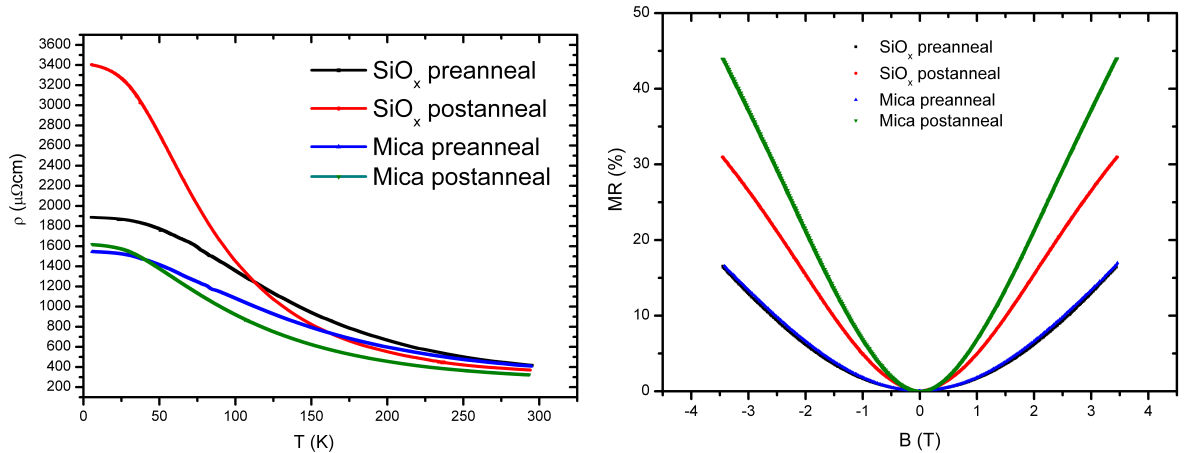 3600
3400
3200
3000
2800
2600
2400
2200
2000
1800
1600
1400
1200
1000
800
600
400
200
ρ (μΩcm)
0 50 100 150 200 250 300
T (K)
SiOx preanneal
SiOx postanneal
Mica preanneal
Mica postanneal
50
40
30
20
10
0
MR (%)
-4 -3 -2 -1 0 1 2 3 4
B (T)
SiOx preanneal
SiOx postanneal
Mica preanneal
Mica postanneal